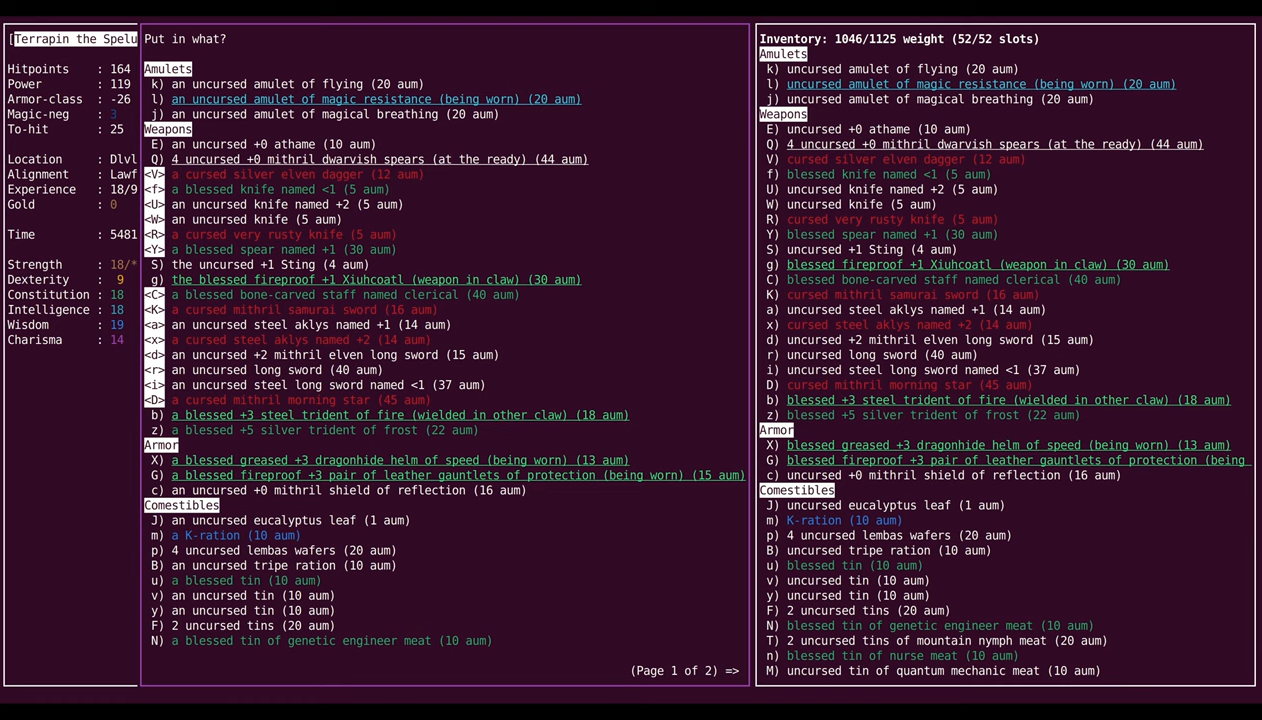 [Terrapin the Spelu
Hitpoints : 164
Power : 119
Armor-class : -26
Magic-neg : 3
To-hit : 25
Location : Dlvl
Alignment : Lawf
Experience : 18/9
Gold : 0
Time : 5481
Strength : 18/*
Dexterity : 9
Constitution : 18
Intelligence : 18
Wisdom : 19
Charisma : 14
Put in what?
Amulets
k) an uncursed amulet of flying (20 aum)
l) an uncursed amulet of magic resistance (being worn) (20 aum)
j) an uncursed amulet of magical breathing (20 aum)
Weapons
E) an uncursed +0 athame (10 aum)
Q) 4 uncursed +0 mithril dwarvish spears (at the ready) (44 aum)
<V> a cursed silver elven dagger (12 aum)
<f> a blessed knife named <1 (5 aum)
<U> an uncursed knife named +2 (5 aum)
<W> an uncursed knife (5 aum)
<R> a cursed very rusty knife (5 aum)
<Y> a blessed spear named +1 (30 aum)
S) the uncursed +1 Sting (4 aum)
g) the blessed fireproof +1 Xiuhcoatl (weapon in claw) (30 aum)
<C> a blessed bone-carved staff named clerical (40 aum)
<K> a cursed mithril samurai sword (16 aum)
<a> an uncursed steel aklys named +1 (14 aum)
<x> a cursed steel aklys named +2 (14 aum)
<d> an uncursed +2 mithril elven long sword (15 aum)
<r> an uncursed long sword (40 aum)
<i> an uncursed steel long sword named <1 (37 aum)
<D> a cursed mithril morning star (45 aum)
b) a blessed +3 steel trident of fire (wielded in other claw) (18 aum)
z) a blessed +5 silver trident of frost (22 aum)
Armor
X) a blessed greased +3 dragonhide helm of speed (being worn) (13 aum)
G) a blessed fireproof +3 pair of leather gauntlets of protection (being worn) (15 aum)
c) an uncursed +0 mithril shield of reflection (16 aum)
Comestibles
J) an uncursed eucalyptus leaf (1 aum)
m) a K-ration (10 aum)
p) 4 uncursed lembas wafers (20 aum)
B) an uncursed tripe ration (10 aum)
u) a blessed tin (10 aum)
v) an uncursed tin (10 aum)
y) an uncursed tin (10 aum)
F) 2 uncursed tins (20 aum)
N) a blessed tin of genetic engineer meat (10 aum)
(Page 1 of 2) =>
Inventory: 1046/1125 weight (52/52 slots)
Amulets
k) uncursed amulet of flying (20 aum)
l) uncursed amulet of magic resistance (being worn) (20 aum)
j) uncursed amulet of magical breathing (20 aum)
Weapons
E) uncursed +0 athame (10 aum)
Q) 4 uncursed +0 mithril dwarvish spears (at the ready) (44 aum)
V) cursed silver elven dagger (12 aum)
f) blessed knife named <1 (5 aum)
U) uncursed knife named +2 (5 aum)
W) uncursed knife (5 aum)
R) cursed very rusty knife (5 aum)
Y) blessed spear named +1 (30 aum)
S) uncursed +1 Sting (4 aum)
g) blessed fireproof +1 Xiuhcoatl (weapon in claw) (30 aum)
C) blessed bone-carved staff named clerical (40 aum)
K) cursed mithril samurai sword (16 aum)
a) uncursed steel aklys named +1 (14 aum)
x) cursed steel aklys named +2 (14 aum)
d) uncursed +2 mithril elven long sword (15 aum)
r) uncursed long sword (40 aum)
i) uncursed steel long sword named <1 (37 aum)
D) cursed mithril morning star (45 aum)
b) blessed +3 steel trident of fire (wielded in other claw) (18 aum)
z) blessed +5 silver trident of frost (22 aum)
Armor
X) blessed greased +3 dragonhide helm of speed (being worn) (13 aum)
G) blessed fireproof +3 pair of leather gauntlets of protection (being
c) uncursed +0 mithril shield of reflection (16 aum)
Comestibles
J) uncursed eucalyptus leaf (1 aum)
m) K-ration (10 aum)
p) 4 uncursed lembas wafers (20 aum)
B) uncursed tripe ration (10 aum)
u) blessed tin (10 aum)
v) uncursed tin (10 aum)
y) uncursed tin (10 aum)
F) 2 uncursed tins (20 aum)
N) blessed tin of genetic engineer meat (10 aum)
T) 2 uncursed tins of mountain nymph meat (20 aum)
n) blessed tin of nurse meat (10 aum)
M) uncursed tin of quantum mechanic meat (10 aum)